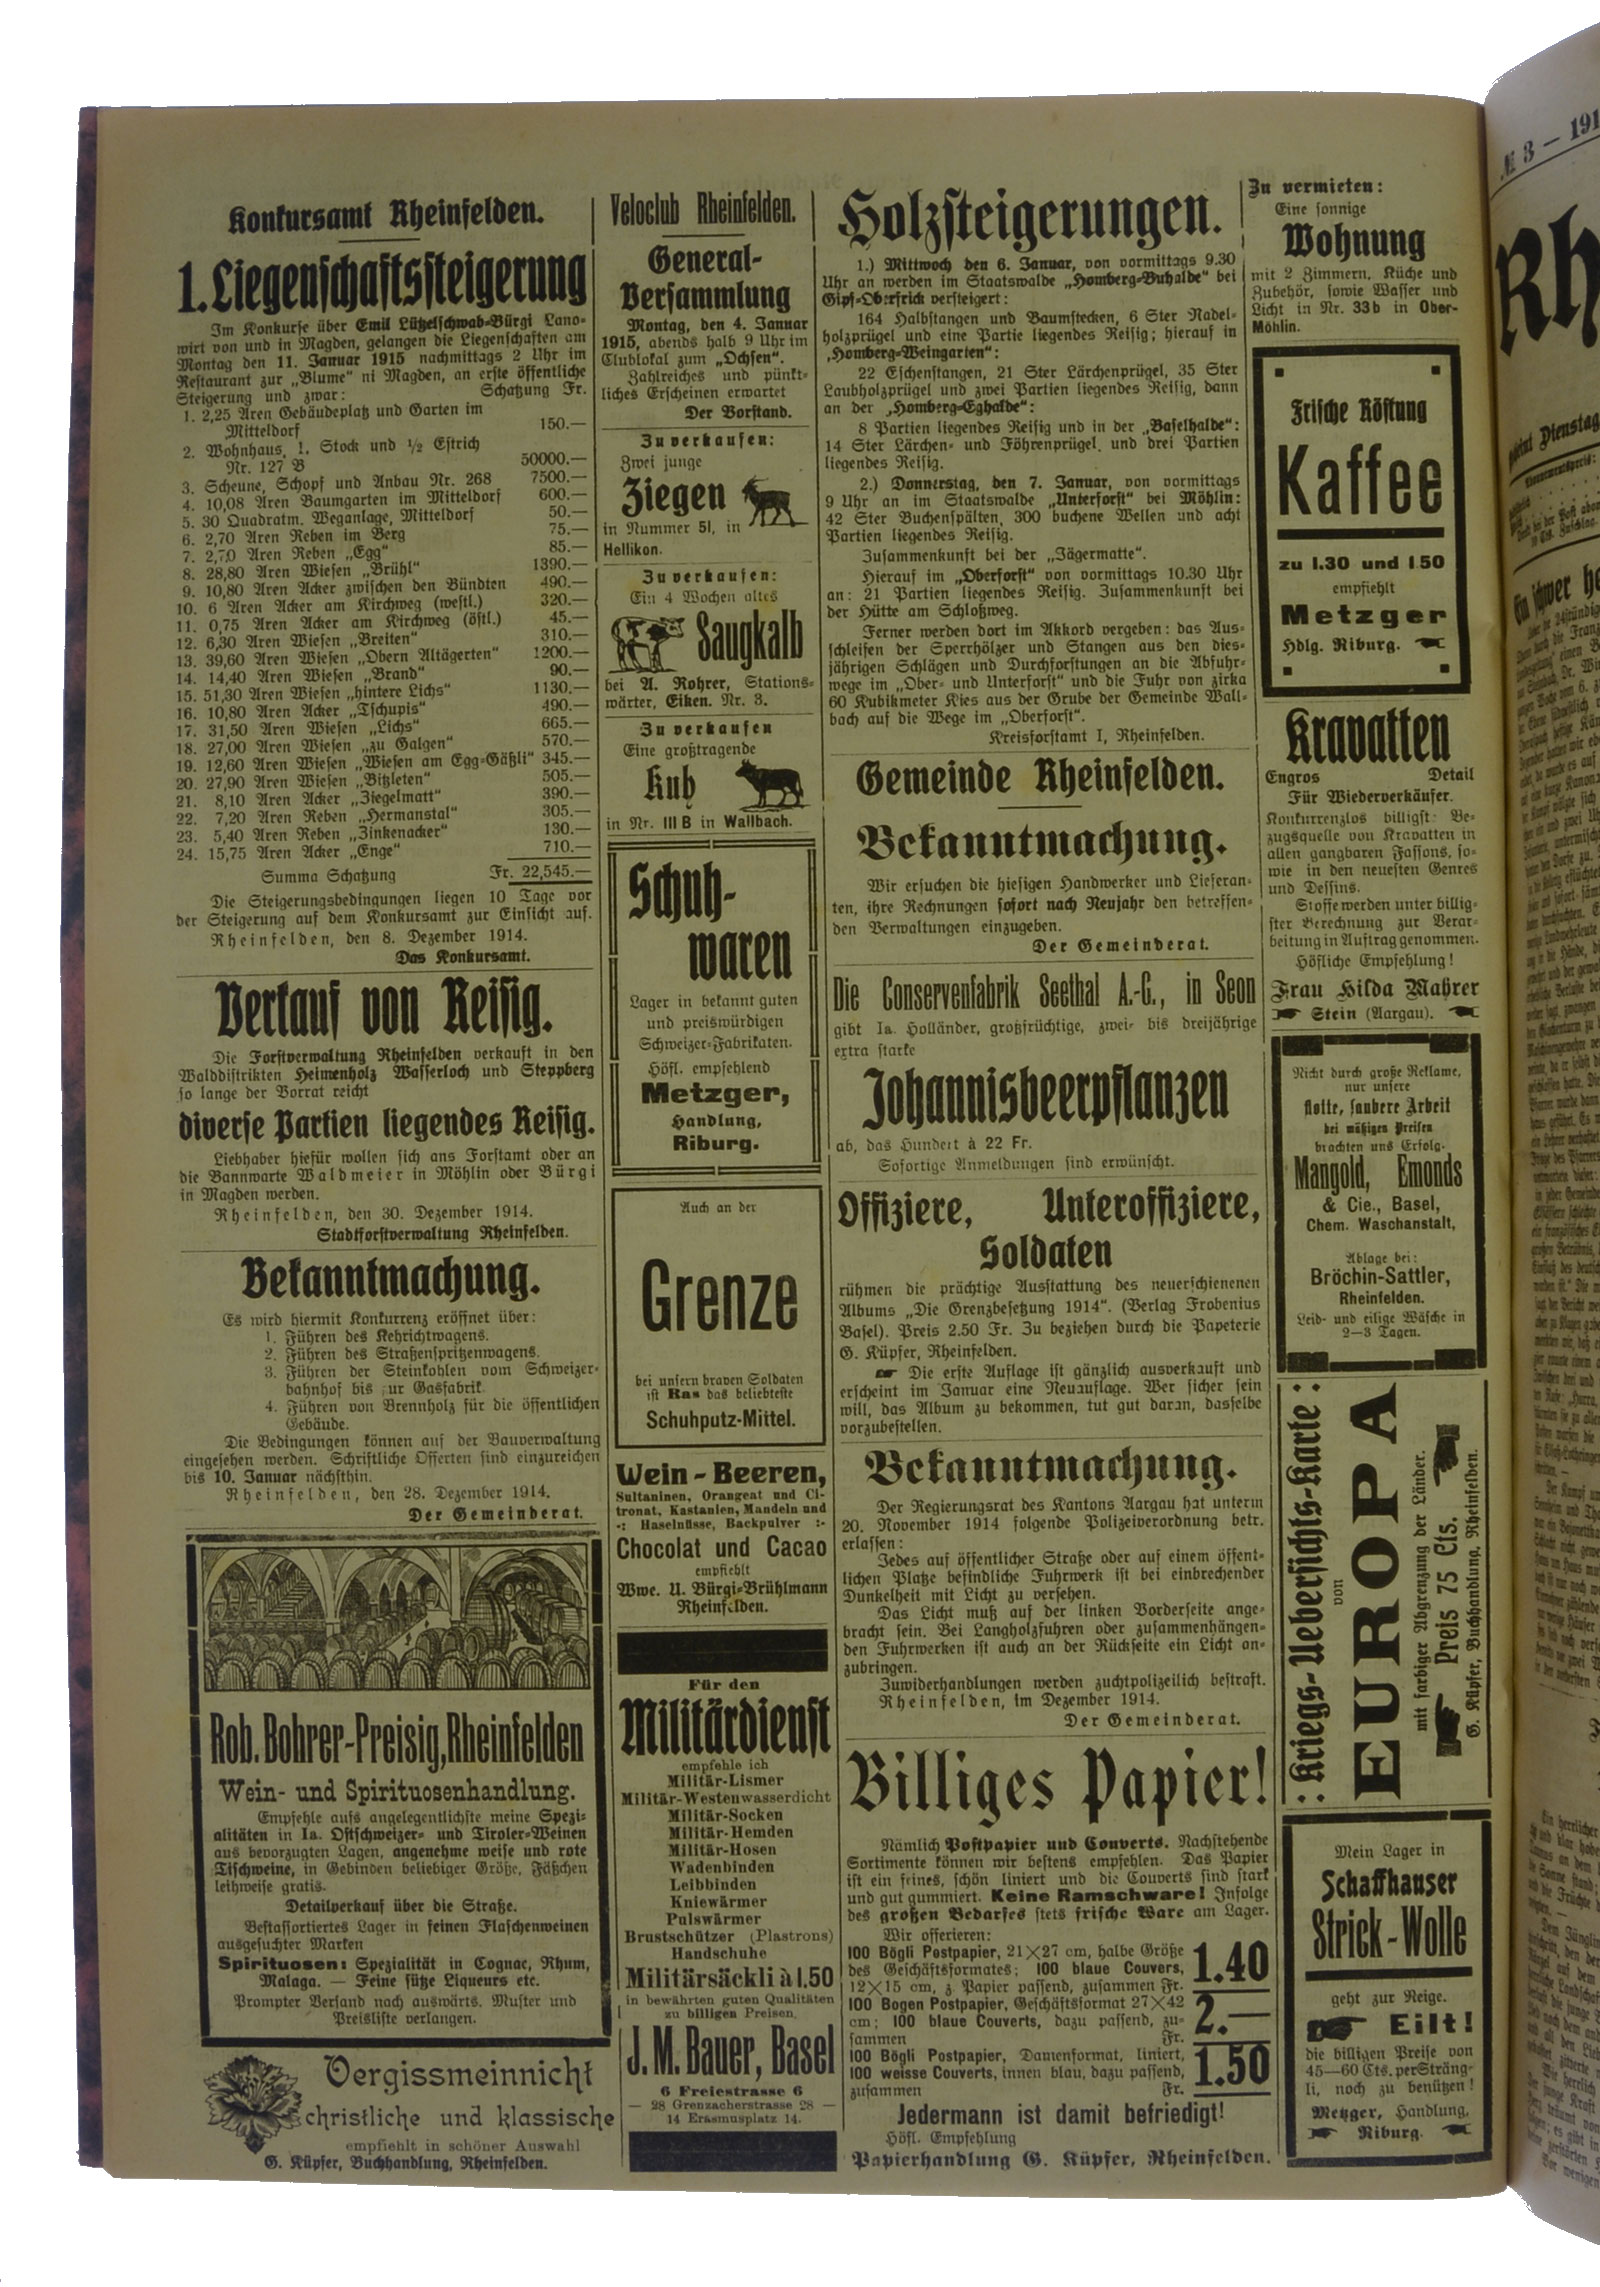 Konkursamt Rheinfelden.
1. Liegenschaftssteigerung
Im Konkurse über Emil Lützelschwab-Bürgi Land-
wirt von und in Magden, gelangen die Liegenschaften am
Montag den 11. Januar 1915 nachmittags 2 Uhr im
Restaurant zur „Blume“ ni Magden, an erste öffentliche
Steigerung und zwar: Schatzung Fr.
1. 2,25 Aren Gebäudeplatz und Garten im
Mitteldorf 150.—
2. Wohnhaus, 1. Stock und 1/2 Estrich
Nr. 127 B 50000.—
3. Scheune, Schopf und Anbau Nr. 268 7500.—
4. 10,08 Aren Baumgarten im Mitteldorf 600.—
5. 30 Quadratm. Weganlage, Mitteldorf 50.—
6. 2,70 Aren Reben im Berg 75.—
7. 2,70 Aren Reben „Egg“ 85.—
8. 28,80 Aren Wiesen „Brühl“ 1390.—
9. 10,80 Aren Acker zwischen den Bündten 490.—
10. 6 Aren Acker am Kirchweg (westl.) 320.—
11. 0,75 Aren Acker am Kirchweg (östl.) 45.—
12. 6,30 Aren Wiesen „Breiten“ 310.—
13. 39,60 Aren Wiesen „Obern Altägerten“ 1200.—
14. 14,40 Aren Wiesen „Brand“ 90.—
15. 51,30 Aren Wiesen „hintere Lichs“ 1130.—
16. 10,80 Aren Acker „Tschupis“ 490.—
17. 31,50 Aren Wiesen „Lichs“ 665.—
18. 27,00 Aren Wiesen „zu Galgen“ 570.—
19. 12,60 Aren Wiesen „Wiesen am Egg-Gäßli“ 345.—
20. 27,90 Aren Wiesen „Bitzleten“ 505.—
21. 8,10 Aren Acker „Ziegelmatt“ 390.—
22. 7,20 Aren Reben „Hermanstal“ 305.—
23. 5,40 Aren Reben „Zinkenacker“ 130.—
24. 15,75 Aren Acker „Enge“ 710.—
Summa Schatzung Fr. 22,545.—
Die Steigerungsbedingungen liegen 10 Tage vor
der Steigerung auf dem Konkursamt zur Einsicht auf.
Rheinfelden, den 8. Dezember 1914.
Das Konkursamt.
Verkauf von Reisig.
Die Forstverwaltung Rheinfelden verkauft in den
Walddistrikten Heimenholz Wasserloch und Steppberg
so lange der Vorrat reicht
diverse Partien liegendes Reisig.
Liebhaber hiefür wollen sich ans Forstamt oder an
die Bannwarte Waldmeier in Möhlin oder Bürgi
in Magden werden.
Rheinfelden, den 30. Dezember 1914.
Stadtforstverwaltung Rheinfelden.
Bekanntmachung.
Es wird hiermit Konkurrenz eröffnet über:
1. Führen des Kehrichtwagens.
2. Führen des Straßenspritzenwagens.
3. Führen der Steinkohlen vom Schweizer-
bahnhof bis zur Gasfabrik.
4. Führen von Brennholz für die öffentlichen
Gebäude.
Die Bedingungen können auf der Bauverwaltung
eingesehen werden. Schriftliche Offerten sind einzureichen
bis 10. Januar nächsthin.
Rheinfelden, den 28. Dezember 1914.
Der Gemeinderat.
Rob. Bohrer-Preisig, Rheinfelden
Wein- und Spirituosenhandlung.
Empfehle aufs angelegentlichste meine Spezi-
alitäten in Ia. Ostschweizer- und Tiroler-Weinen
aus bevorzugten Lagen, angenehme weiße und rote
Tischweine, in Gebinden beliebiger Größe, Fäßchen
leihweise gratis.
Detailverkauf über die Straße.
Bestassortiertes Lager in feinen Flaschenweinen
ausgesuchter Marken
Spirituosen: Spezialität in Cognac, Rhum,
Malaga. — Feine süße Liqueurs etc.
Prompter Versand nach auswärts. Muster und
Preisliste verlangen.
Vergissmeinnicht
christliche und klassische
empfiehlt in schöner Auswahl
G. Küpfer, Buchhandlung, Rheinfelden.
Veloclub Rheinfelden.
General-
Versammlung
Montag, den 4. Januar
1915, abends halb 9 Uhr im
Clublokal zum „Ochsen“.
Zahlreiches und pünkt-
liches Erscheinen erwartet
Der Vorstand.
Zu verkaufen:
Zwei junge
Ziegen
in Nummer 51, in
Hellikon.
Zu verkaufen:
Ein 4 Wochen altes
Saugkalb
bei A. Rohrer, Stations-
wärter, Eiken. Nr. 3.
Zu verkaufen
Eine großtragende
Kuh
in Nr. III B in Wallbach.
Schuh-
waren
Lager in bekannt guten
und preiswürdigen
Schweizer-Fabrikaten.
Höfl. empfehlend
Metzger,
Handlung,
Riburg.
Auch an der
Grenze
bei unsern braven Soldaten
ist Ras das beliebteste
Schuhputz-Mittel.
Wein-Beeren,
Sultaninen, Orangeat und Ci-
tronat, Kastanien, Mandeln und
-: Haselnüsse, Backpulver :-
Chocolat und Cacao
empfiehlt
Wwe. U. Bürgi-Brühlmann
Rheinfelden.
Für den
Militärdienst
empfehle ich
Militär-Lismer
Militär-Westen wasserdicht
Militär-Socken
Militär-Hemden
Militär-Hosen
Wadenbinden
Leibbinden
Kniewärmer
Pulswärmer
Brustschützer (Plastrons)
Handschuhe
Militärsäckli à 1.50
in bewährten guten Qualitäten
zu billigen Preisen.
J. M. Bauer, Basel
6 Freiestrasse 6
— 28 Grenzacherstrasse 28 —
14 Erasmusplatz 14.
Holzsteigerungen.
1.) Mittwoch den 6. Januar, von vormittags 9.30
Uhr an werden im Staatswalde „Homberg-Buhalde“ bei
Gipf-Oberfrick versteigert:
164 Halbstangen und Baumstecken, 6 Ster Nadel-
holzprügel und eine Partie liegendes Reisig; hierauf in
„Homberg-Weingarten“:
22 Eschenstangen, 21 Ster Lärchenprügel, 35 Ster
Laubholzprügel und zwei Partien liegendes Reisig, dann
an der „Homberg-Eghalde“:
8 Partien liegendes Reisig und in der „Baselhalde“:
14 Ster Lärchen- und Föhrenprügel, und drei Partien
liegendes Reisig.
2.) Donnerstag, den 7. Januar, von vormittags
9 Uhr an im Staatswalde „Unterforst“ bei Möhlin:
42 Ster Buchenspälten, 300 buchene Wellen und acht
Partien liegendes Reisig.
Zusammenkunft bei der „Jägermatte“.
Hierauf im „Oberforst“ von vormittags 10.30 Uhr
an: 21 Partien liegendes Reisig. Zusammenkunft bei
der Hütte am Schloßweg.
Ferner werden dort im Akkord vergeben: das Aus-
schleifen der Sperrhölzer und Stangen aus den dies-
jährigen Schlägen und Durchforstungen an die Abfuhr-
wege im „Ober- und Unterforst“ und die Fuhr von zirka
60 Kubikmeter Kies aus der Grube der Gemeinde Wall-
bach auf die Wege im „Oberforst“.
Kreisforstamt I, Rheinfelden.
Gemeinde Rheinfelden.
Bekanntmachung.
Wir ersuchen die hiesigen Handwerker und Lieferan-
ten, ihre Rechnungen sofort nach Neujahr den betreffen-
den Verwaltungen einzugeben.
Der Gemeinderat.
Die Conservenfabrik Seethal A.-G., in Seon
gibt Ia. Holländer, großfrüchtige, zwei- bis dreijährige
extra starke
Johannisbeerpflanzen
ab, das Hundert à 22 Fr.
Sofortige Anmeldungen sind erwünscht.
Offiziere, Unteroffiziere,
Soldaten
rühmen die prächtige Ausstattung des neuerschienenen
Albums „Die Grenzbesetzung 1914“. (Verlag Frobenius
Basel). Preis 2.50 Fr. Zu beziehen durch die Papeterie
G. Küpfer, Rheinfelden.
Die erste Auflage ist gänzlich ausverkauft und
erscheint im Januar eine Neuauflage. Wer sicher sein
will, das Album zu bekommen, tut gut daran, dasselbe
vorzubestellen.
Bekanntmachung.
Der Regierungsrat des Kantons Aargau hat unterm
20. November 1914 folgende Polizeiverordnung betr.
erlassen:
Jedes auf öffentlicher Straße oder auf einem öffent-
lichen Platze befindliche Fuhrwerk ist bei einbrechender
Dunkelheit mit Licht zu versehen.
Das Licht muß auf der linken Vorderseite ange-
bracht sein. Bei Langholzfuhren oder zusammenhängen-
den Fuhrwerken ist auch an der Rückseite ein Licht an-
zubringen.
Zuwiderhandlungen werden zuchtpolizeilich bestraft.
Rheinfelden, im Dezember 1914.
Der Gemeinderat.
Billiges Papier!
Nämlich Postpapier und Couverts. Nachstehende
Sortimente können wir bestens empfehlen. Das Papier
ist ein feines, schön liniert und die Couverts sind stark
und gut gummiert. Keine Ramschware! Infolge
des großen Bedarfes stets frische Ware am Lager.
Wir offerieren:
100 Bögli Postpapier, 21×27 cm, halbe Größe
des Geschäftsformates; 100 blaue Couvers,
12×15 cm, z. Papier passend, zusammen Fr. 1.40
100 Bogen Postpapier, Geschäftsformat 27×42
cm; 100 blaue Couverts, dazu passend, zu-
sammen Fr. 2.—
100 Bögli Postpapier, Damenformat, liniert,
100 weisse Couverts, innen blau, dazu passend,
zusammen Fr. 1.50
Jedermann ist damit befriedigt!
Höfl. Empfehlung
Papierhandlung G. Küpfer, Rheinfelden.
Zu vermieten:
Eine sonnige
Wohnung
mit 2 Zimmern, Küche und
Zubehör, sowie Wasser und
Licht in Nr. 33b in Ober-
Möhlin.
Frische Röstung
Kaffee
zu 1.30 und 1 50
empfiehlt
Metzger
Hdlg. Riburg.
Kravatten
Engros Detail
Für Wiederverkäufer.
Konkurrenzlos billigst: Be-
zugsquelle von Kravatten in
allen gangbaren Fassons, so-
wie in den neuesten Genres
und Dessins.
Stoffe werden unter billig-
ster Berechnung zur Verar-
beitung in Auftrag genommen.
Höfliche Empfehlung!
Frau Hilda Mahrer
Stein (Aargau).
Nicht durch große Reklame,
nur unsere
flotte, saubere Arbeit
bei mäßigen Preisen
brachten uns Erfolg.
Mangold, Emonds
& Cie., Basel,
Chem. Waschanstalt,
Ablage bei:
Bröchin-Sattler,
Rheinfelden.
Leid- und eilige Wäsche in
2—3 Tagen.
:: Kriegs-Uebersichts-Karte ::
von
EUROPA
mit farbiger Abgrenzung der Länder.
Preis 75 Cts.
G. Küpfer, Buchhandlung, Rheinfelden.
Mein Lager in
Schaffhauser
Strick-Wolle
geht zur Neige.
Eilt!
die billigen Preise von
45—60 Cts. per Sträng-
li, noch zu benützen!
Metzger, Handlung,
Riburg.
№ 3 — 191
Rh